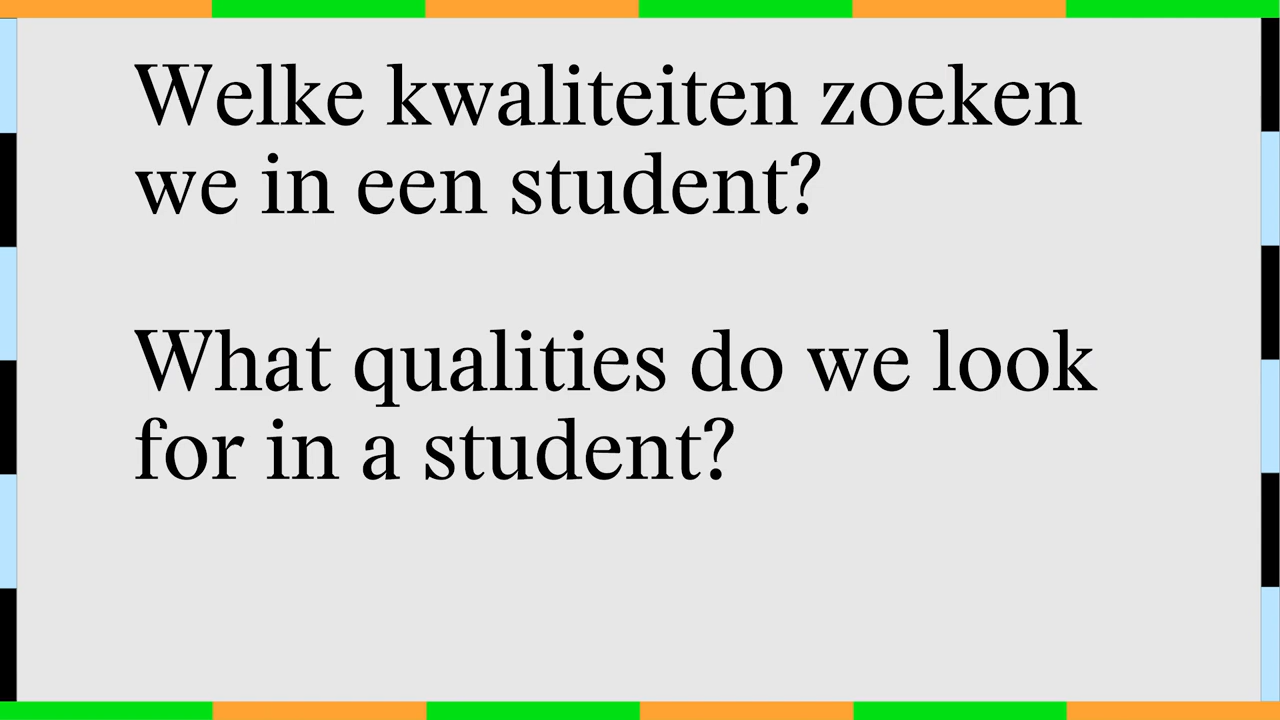 Welke kwaliteiten zoeken
we in een student?
What qualities do we look
for in a student?